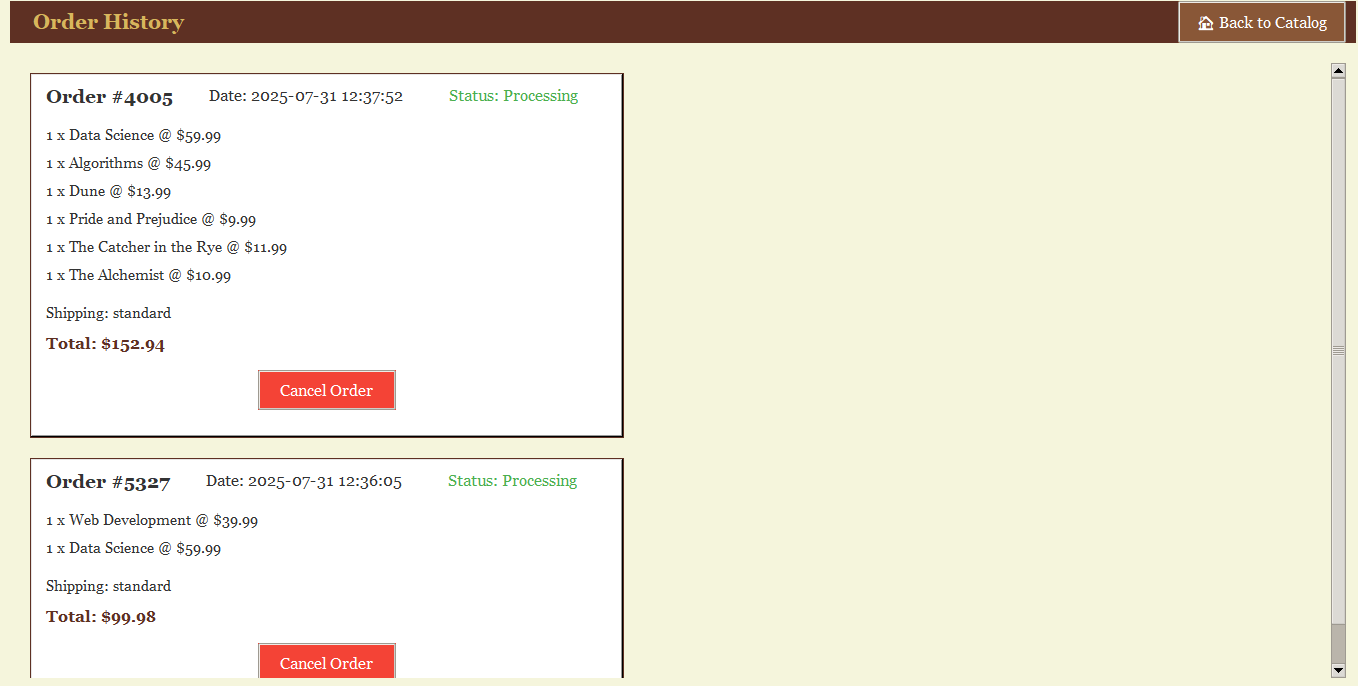 Order History
Back to Catalog
Order #4005 Date: 2025-07-31 12:37:52 Status: Processing
1 x Data Science @ $59.99
1 x Algorithms @ $45.99
1 x Dune @ $13.99
1 x Pride and Prejudice @ $9.99
1 x The Catcher in the Rye @ $11.99
1 x The Alchemist @ $10.99
Shipping: standard
Total: $152.94
Cancel Order
Order #5327 Date: 2025-07-31 12:36:05 Status: Processing
1 x Web Development @ $39.99
1 x Data Science @ $59.99
Shipping: standard
Total: $99.98
Cancel Order